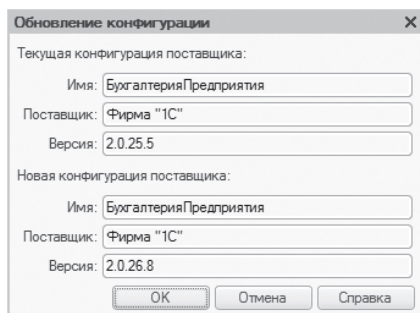 Обновление конфигурации
Текущая конфигурация поставщика:
Имя: БухгалтерияПредприятия
Поставщик: Фирма "1С"
Версия: 2.0.25.5
Новая конфигурация поставщика:
Имя: БухгалтерияПредприятия
Поставщик: Фирма "1С"
Версия: 2.0.26.8
OK Отмена Справка